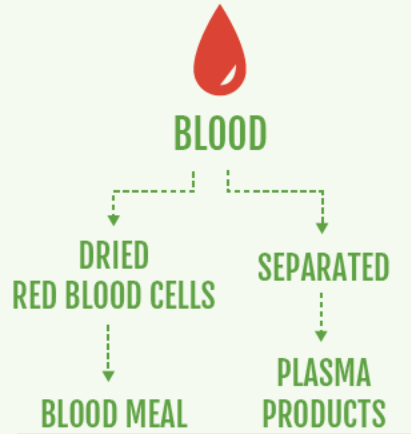 BLOOD
DRIED
RED BLOOD CELLS
SEPARATED
BLOOD MEAL
PLASMA
PRODUCTS